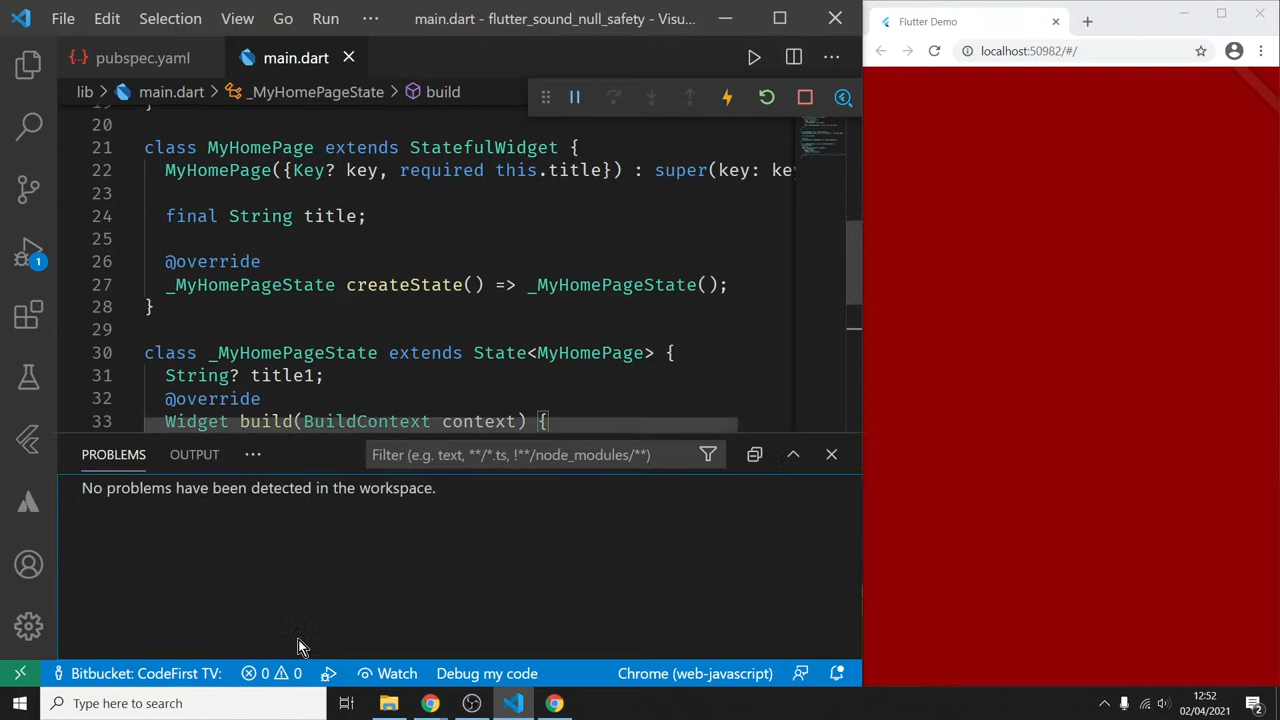 File Edit Selection View Go Run ··· main.dart - flutter_sound_null_safety - Visu...
pubspec.yaml main.dart
lib > main.dart > _MyHomePageState > build
19 }
20
21 class MyHomePage extends StatefulWidget {
22 MyHomePage({Key? key, required this.title}) : super(key: key
23
24 final String title;
25
26 @override
27 _MyHomePageState createState() => _MyHomePageState();
28 }
29
30 class _MyHomePageState extends State<MyHomePage> {
31 String? title1;
32 @override
33 Widget build(BuildContext context) {
PROBLEMS OUTPUT ··· Filter (e.g. text, **/*.ts, !**/node_modules/**)
No problems have been detected in the workspace.
1
Bitbucket: CodeFirst TV: 0 0 Watch Debug my code Chrome (web-javascript)
Flutter Demo
localhost:50982/#/
Type here to search
12:52
02/04/2021
2